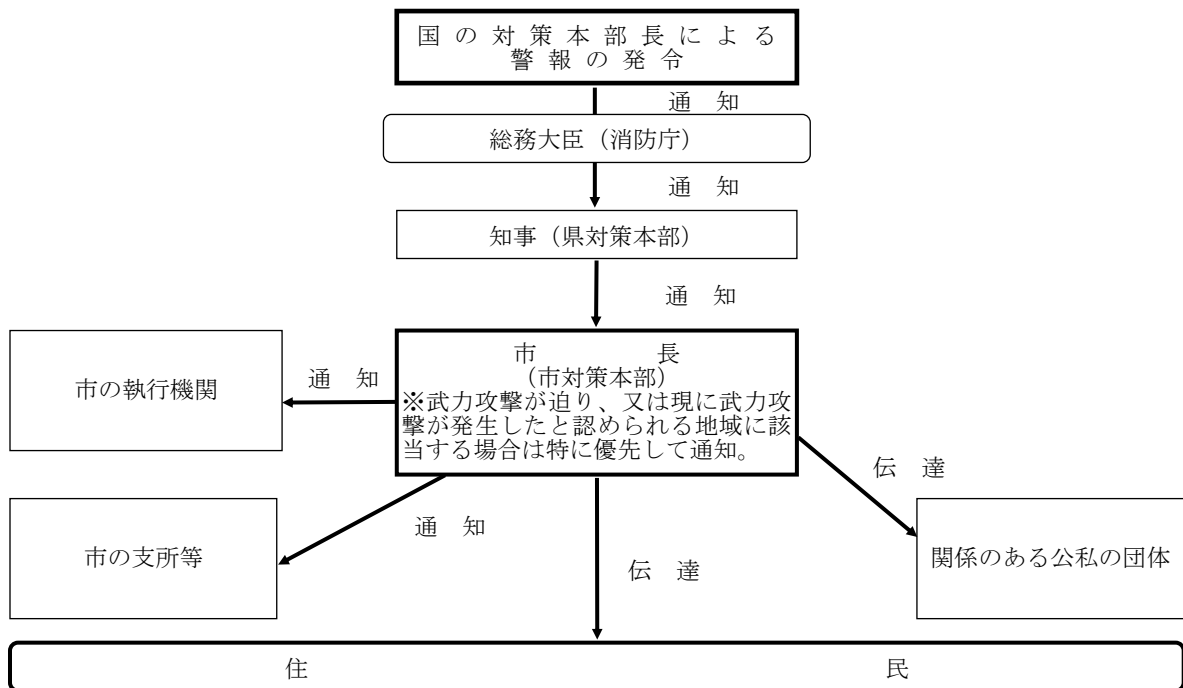 国の対策本部長による
警報の発令
通　知
総務大臣（消防庁）
通　知
知事（県対策本部）
通　知
市　　　　　長
（市対策本部）
※武力攻撃が迫り、又は現に武力攻
撃が発生したと認められる地域に該
当する場合は特に優先して通知。
通　知
市の執行機関
通　知
市の支所等
伝　達
関係のある公私の団体
伝　達
住　　　　　民